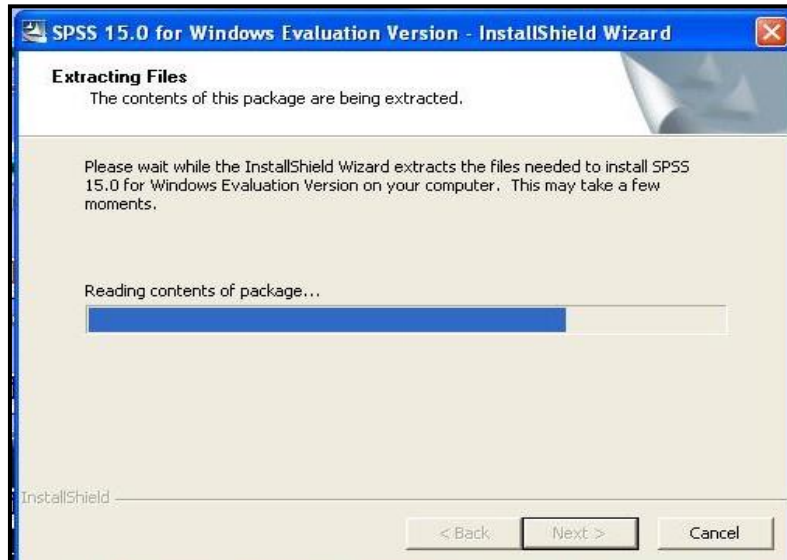 SPSS 15.0 for Windows Evaluation Version - InstallShield Wizard
Extracting Files
The contents of this package are being extracted.
Please wait while the InstallShield Wizard extracts the files needed to install SPSS
15.0 for Windows Evaluation Version on your computer. This may take a few
moments.
Reading contents of package...
InstallShield
< Back
Next >
Cancel